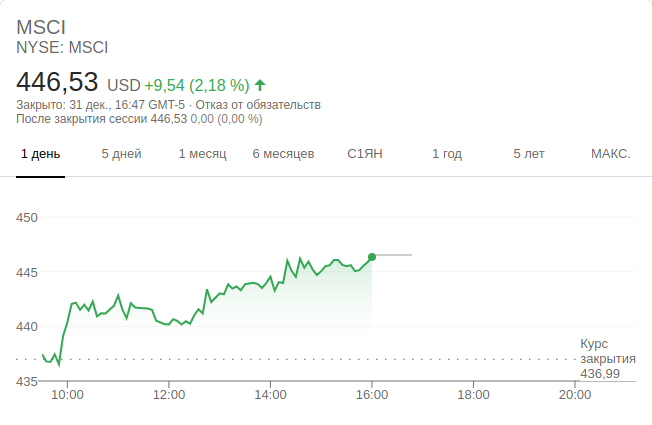 MSCI
NYSE: MSCI
446,53 USD +9,54 (2,18 %)
Закрыто: 31 дек., 16:47 GMT-5 · Отказ от обязательств
После закрытия сессии 446,53 0,00 (0,00 %)
1 день 5 дней 1 месяц 6 месяцев С1ЯН 1 год 5 лет МАКС.
450
445
440
Курс
закрытия
436,99
435
10:00 12:00 14:00 16:00 18:00 20:00